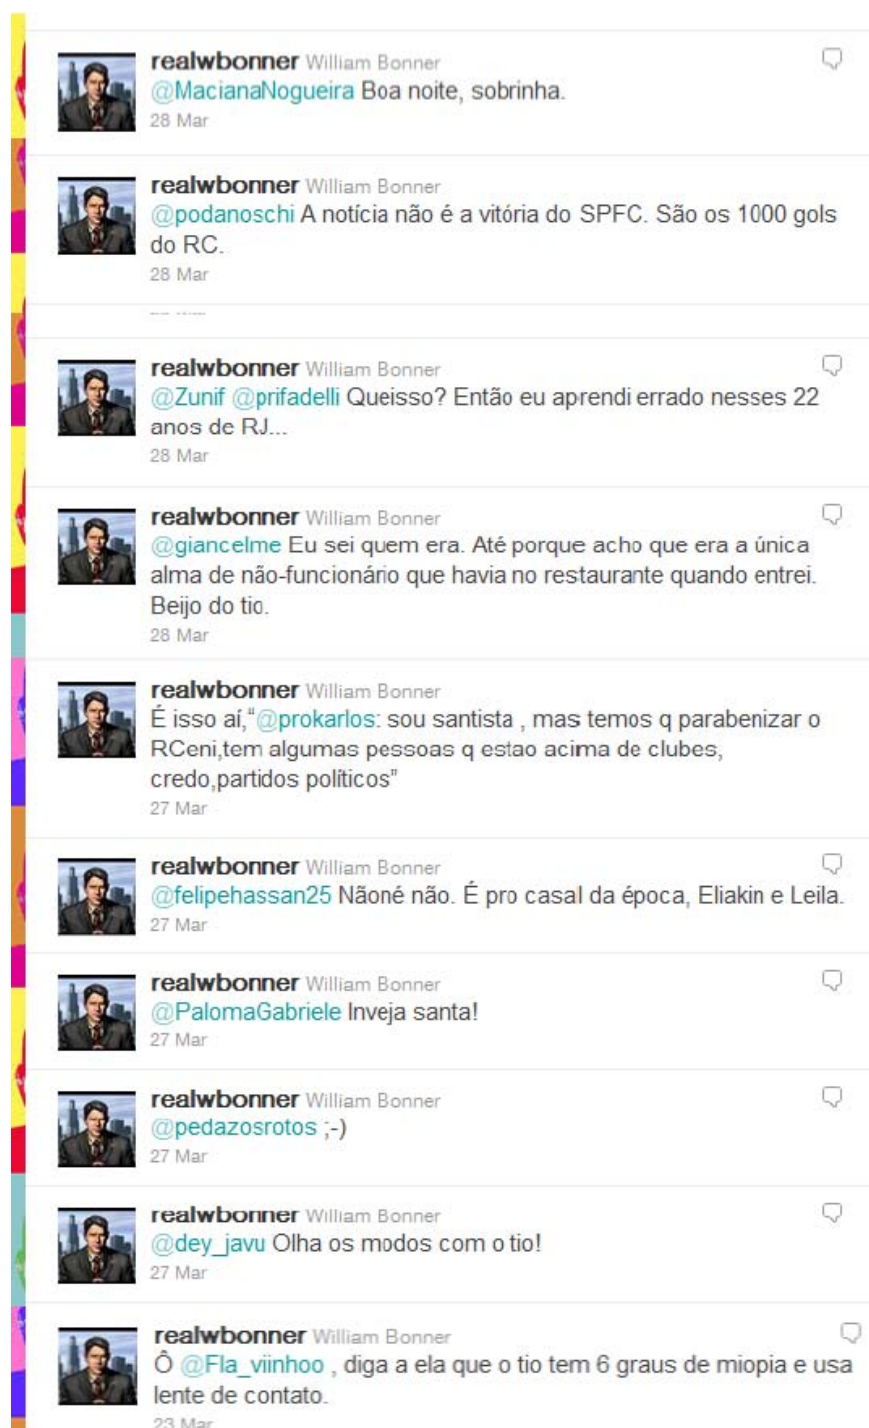 realwbonner William Bonner
@MacianaNogueira Boa noite, sobrinha.
28 Mar
realwbonner William Bonner
@podanoschi A notícia não é a vitória do SPFC. São os 1000 gols
do RC.
28 Mar
realwbonner William Bonner
@Zunif @prifadelli Queisso? Então eu aprendi errado nesses 22
anos de RJ...
28 Mar
realwbonner William Bonner
@giancelme Eu sei quem era. Até porque acho que era a única
alma de não-funcionário que havia no restaurante quando entrei.
Beijo do tio.
28 Mar
realwbonner William Bonner
É isso aí,“@prokarlos: sou santista , mas temos q parabenizar o
RCeni,tem algumas pessoas q estao acima de clubes,
credo,partidos políticos”
27 Mar
realwbonner William Bonner
@felipehassan25 Nãoné não. É pro casal da época, Eliakin e Leila.
27 Mar
realwbonner William Bonner
@PalomaGabriele Inveja santa!
27 Mar
realwbonner William Bonner
@pedazosrotos ;-)
27 Mar
realwbonner William Bonner
@dey_javu Olha os modos com o tio!
27 Mar
realwbonner William Bonner
Ô @Fla_viinhoo , diga a ela que o tio tem 6 graus de miopia e usa
lente de contato.
23 Mar